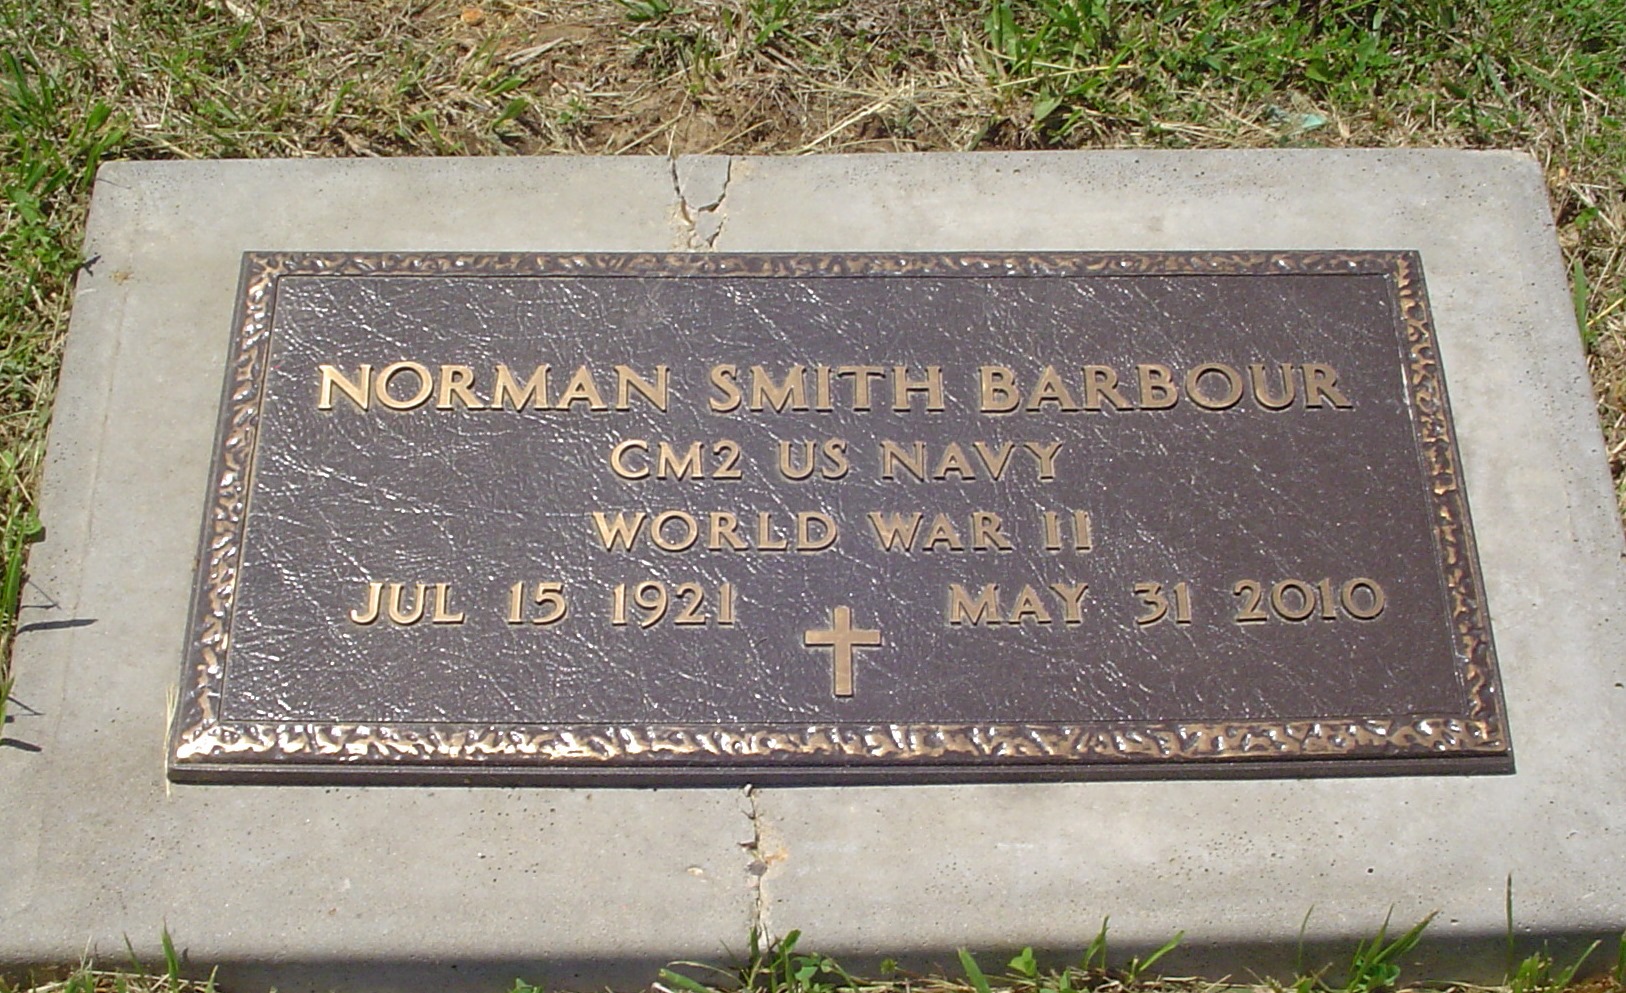 NORMAN SMITH BARBOUR
CM2 US NAVY
WORLD WAR II
JUL 15 1921 MAY 31 2010